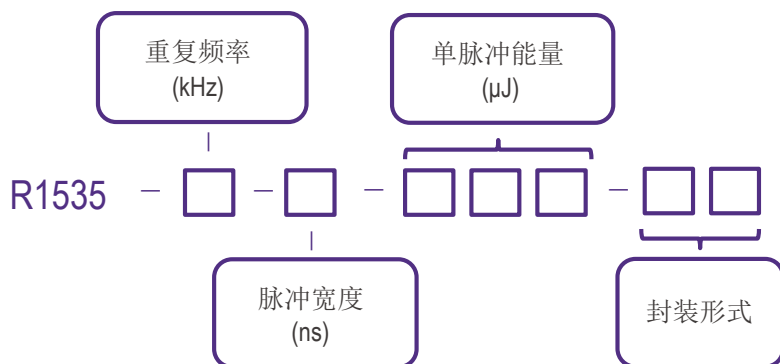 重复频率
(kHz)
单脉冲能量
(μJ)
R1535 - □ - □ - □□□ - □□
脉冲宽度
(ns)
封装形式